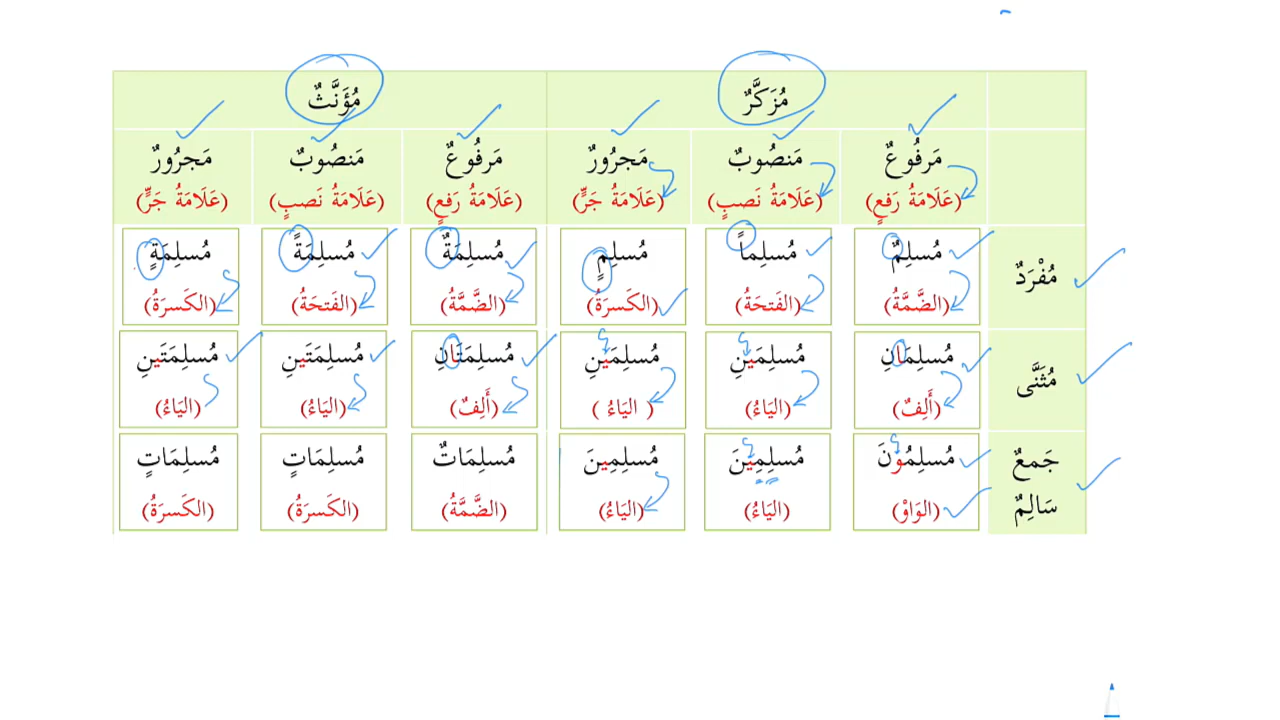 مُزَكَّرٌ مُؤَنَّثٌ
مَرفُوعٌ مَنصُوبٌ مَجرُورٌ مَرفُوعٌ مَنصُوبٌ مَجرُورٌ
(عَلَامَةُ رَفعٍ) (عَلَامَةُ نَصبٍ) (عَلَامَةُ جَرٍّ) (عَلَامَةُ رَفعٍ) (عَلَامَةُ نَصبٍ) (عَلَامَةُ جَرٍّ)
مُفْرَدٌ مُسلِمٌ مُسلِماً مُسلِمٍ مُسلِمَةٌ مُسلِمَةً مُسلِمَةٍ
(الضَّمَّةُ) (الفَتحَةُ) (الكَسرَةُ) (الضَّمَّةُ) (الفَتحَةُ) (الكَسرَةُ)
مُثَنَّى مُسلِمَانِ مُسلِمَينِ مُسلِمَينِ مُسلِمَتَانِ مُسلِمَتَينِ مُسلِمَتَينِ
(أَلِفٌ) (اليَاءُ) (اليَاءُ ) (أَلِفٌ) (اليَاءُ) (اليَاءُ)
جَمعٌ مُسلِمُونَ مُسلِمِينَ مُسلِمِينَ مُسلِمَاتٌ مُسلِمَاتٍ مُسلِمَاتٍ
سَالِمٌ (الوَاوْ) (اليَاءُ) (اليَاءُ) (الضَّمَّةُ) (الكَسرَةُ) (الكَسرَةُ)